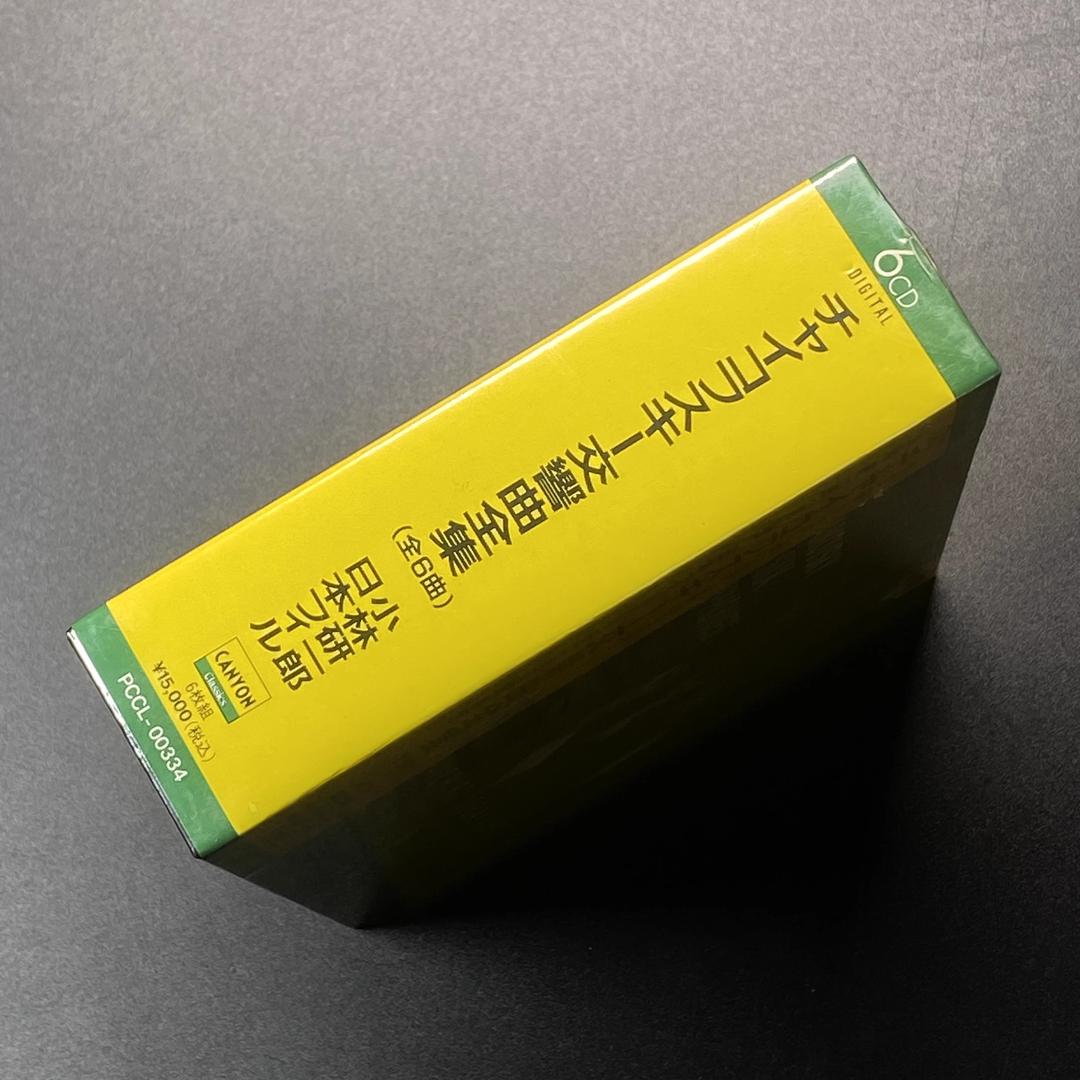 6CD
DIGITAL
チャイコフスキー交響曲全集
(全6曲)
小林研一郎
日本フィル
CANYON
Classics
6枚組
¥15,000(税込)
PCCL-00334